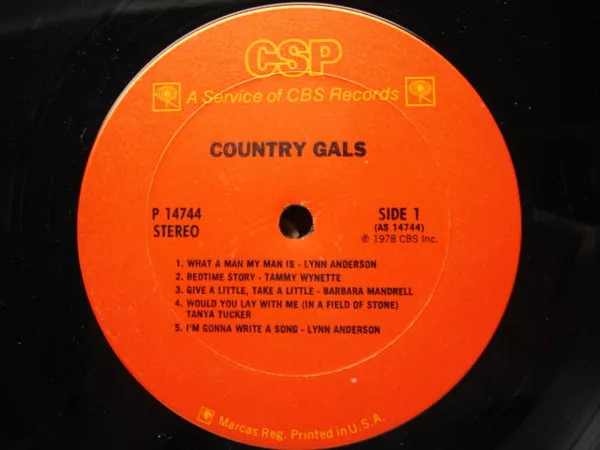 CSP
A Service of CBS Records
COUNTRY GALS
P 14744
STEREO
SIDE 1
(AS 14744)
℗ 1978 CBS Inc.
1. WHAT A MAN MY MAN IS - LYNN ANDERSON
2. BEDTIME STORY - TAMMY WYNETTE
3. GIVE A LITTLE, TAKE A LITTLE - BARBARA MANDRELL
4. WOULD YOU LAY WITH ME (IN A FIELD OF STONE)
TANYA TUCKER
5. I'M GONNA WRITE A SONG - LYNN ANDERSON
Marcas Reg. Printed in U.S.A.